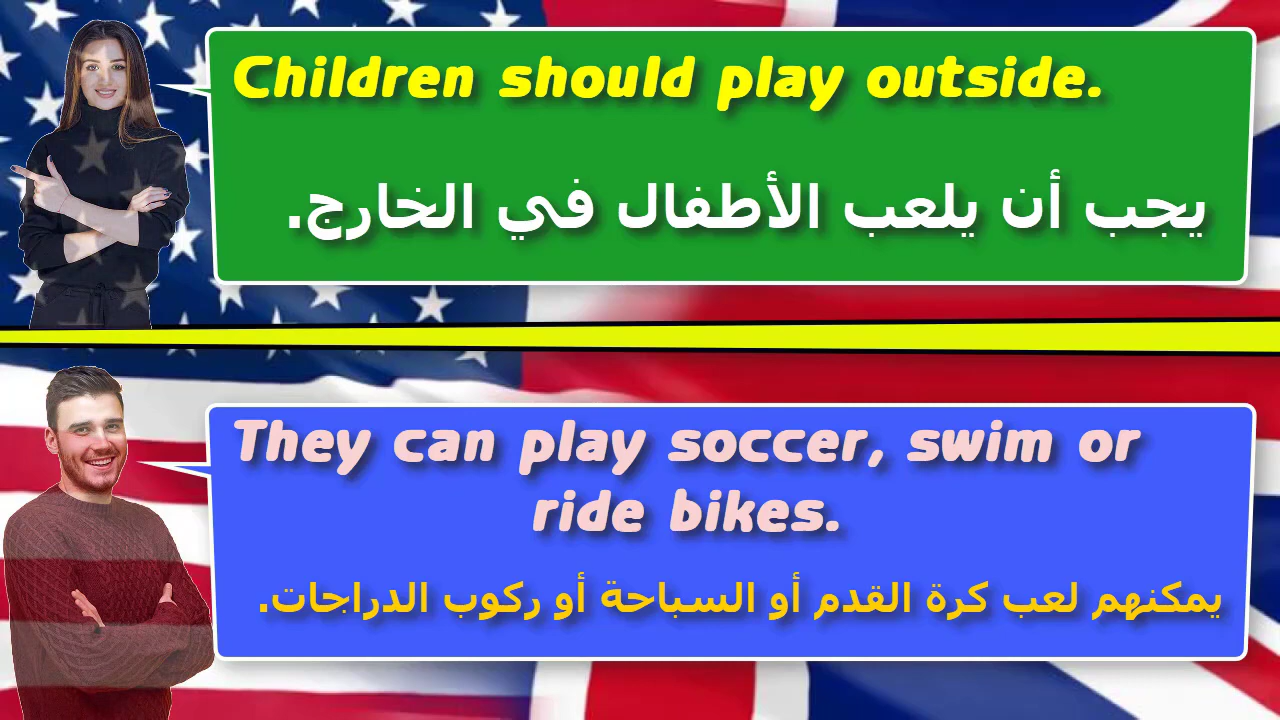 Children should play outside.
يجب أن يلعب الأطفال في الخارج.
They can play soccer, swim or
ride bikes.
يمكنهم لعب كرة القدم أو السباحة أو ركوب الدراجات.